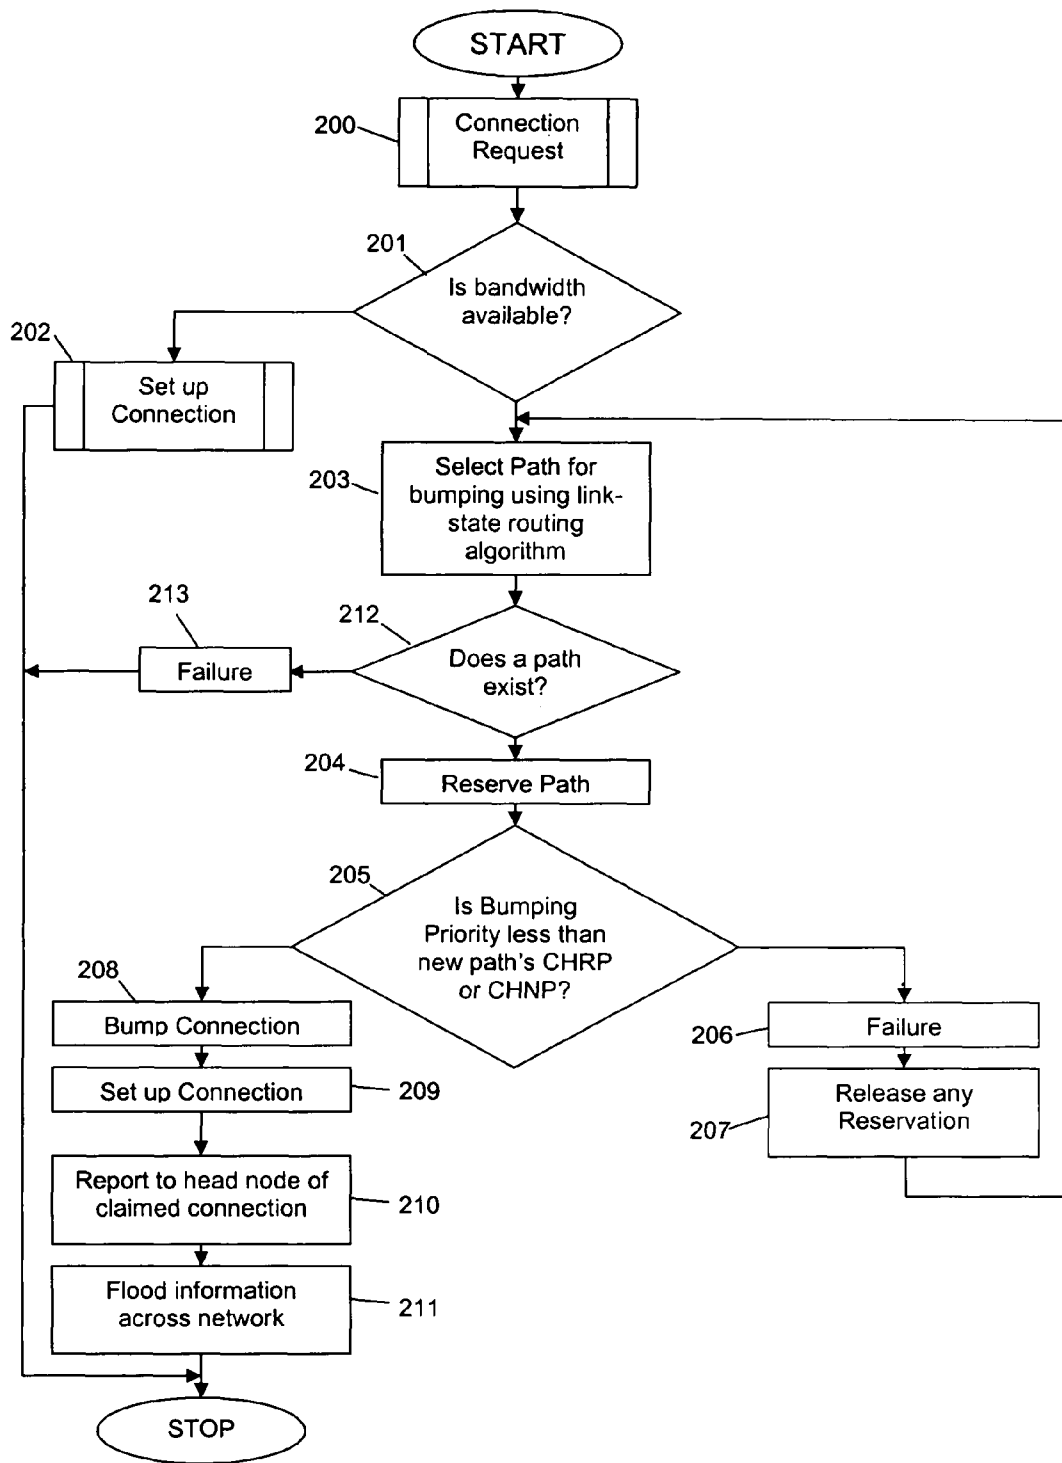 START
200
Connection
Request
201
Is bandwidth
available?
202
Set up
Connection
203
Select Path for
bumping using link-
state routing
algorithm
213
Failure
212
Does a path
exist?
204
Reserve Path
205
Is Bumping
Priority less than
new path's CHRP
or CHNP?
208
Bump Connection
206
Failure
Set up Connection
209
207
Release any
Reservation
Report to head node of
claimed connection
210
Flood information
across network
211
STOP